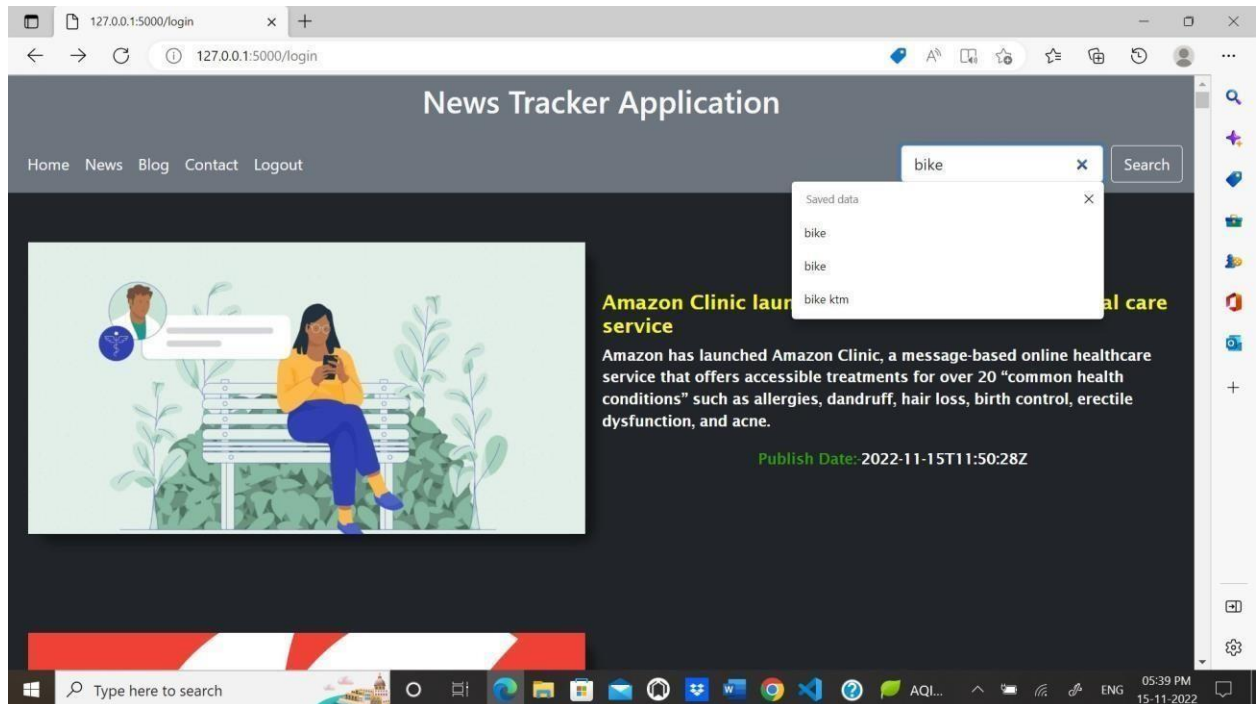 127.0.0.1:5000/login
127.0.0.1:5000/login
News Tracker Application
Home News Blog Contact Logout
bike
Search
Saved data
bike
bike
bike ktm
Amazon Clinic laun al care
service
Amazon has launched Amazon Clinic, a message-based online healthcare
service that offers accessible treatments for over 20 “common health
conditions” such as allergies, dandruff, hair loss, birth control, erectile
dysfunction, and acne.
Publish Date:-2022-11-15T11:50:28Z
Type here to search
AQI...
ENG
05:39 PM
15-11-2022